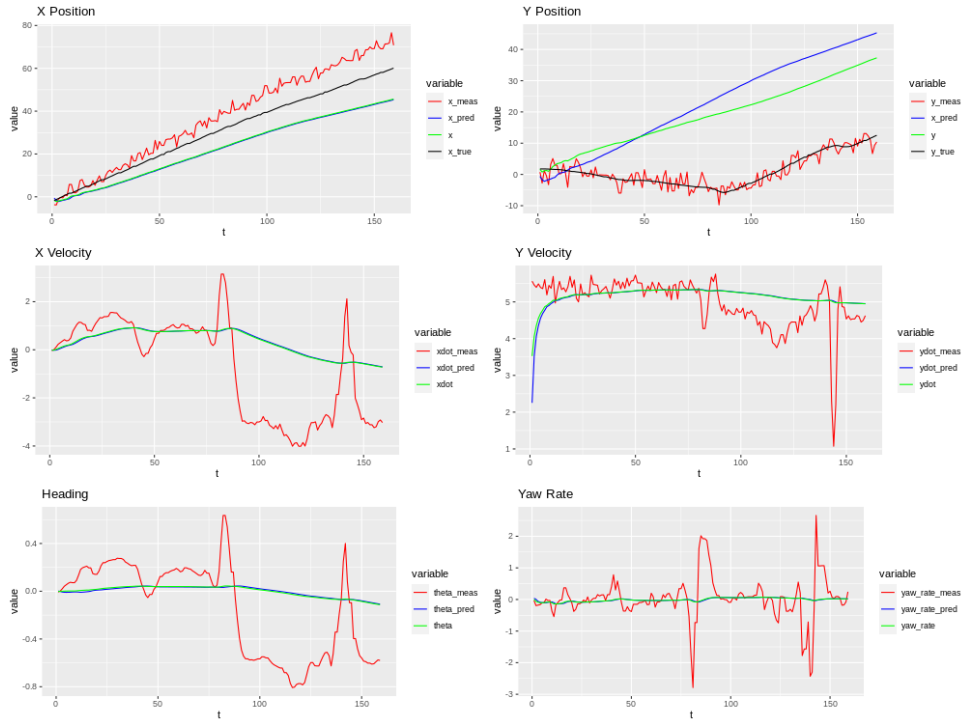 X Position
80
60
40
20
0
value
0
50
100
150
t
variable
x_meas
x_pred
x
x_true
Y Position
40
30
20
10
0
-10
value
0
50
100
150
t
variable
y_meas
x_pred
y
y_true
X Velocity
2
0
-2
-4
value
0
50
100
150
t
variable
xdot_meas
xdot_pred
xdot
Y Velocity
5
4
3
2
1
value
0
50
100
150
t
variable
ydot_meas
ydot_pred
ydot
Heading
0.4
0.0
-0.4
-0.8
value
0
50
100
150
t
variable
theta_meas
theta_pred
theta
Yaw Rate
2
1
0
-1
-2
-3
value
0
50
100
150
t
variable
yaw_rate_meas
yaw_rate_pred
yaw_rate